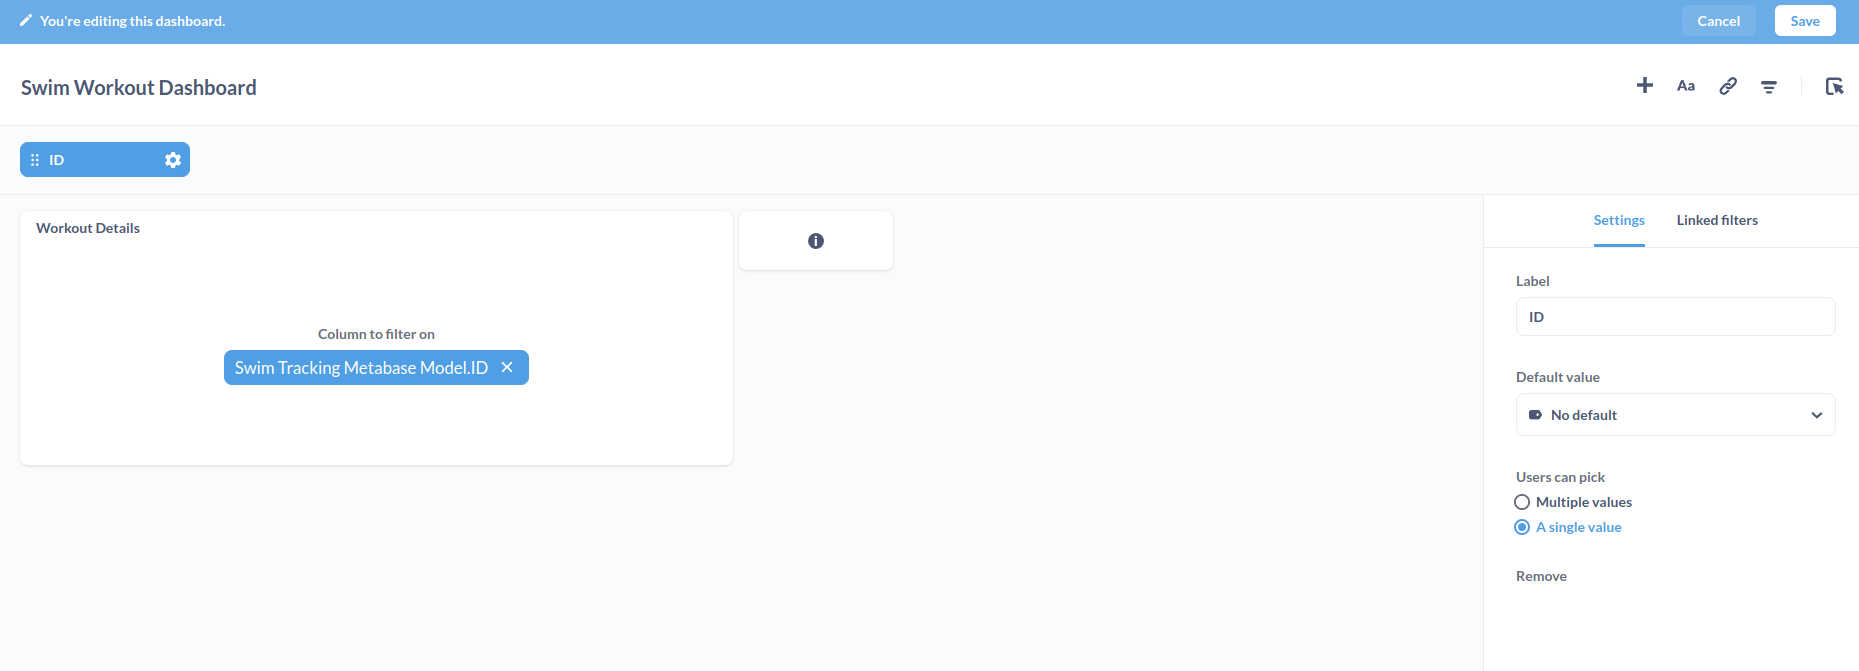 You're editing this dashboard.
Cancel
Save
Swim Workout Dashboard
Aa
ID
Workout Details
Column to filter on
Swim Tracking Metabase Model.ID
Settings
Linked filters
Label
ID
Default value
No default
Users can pick
Multiple values
A single value
Remove